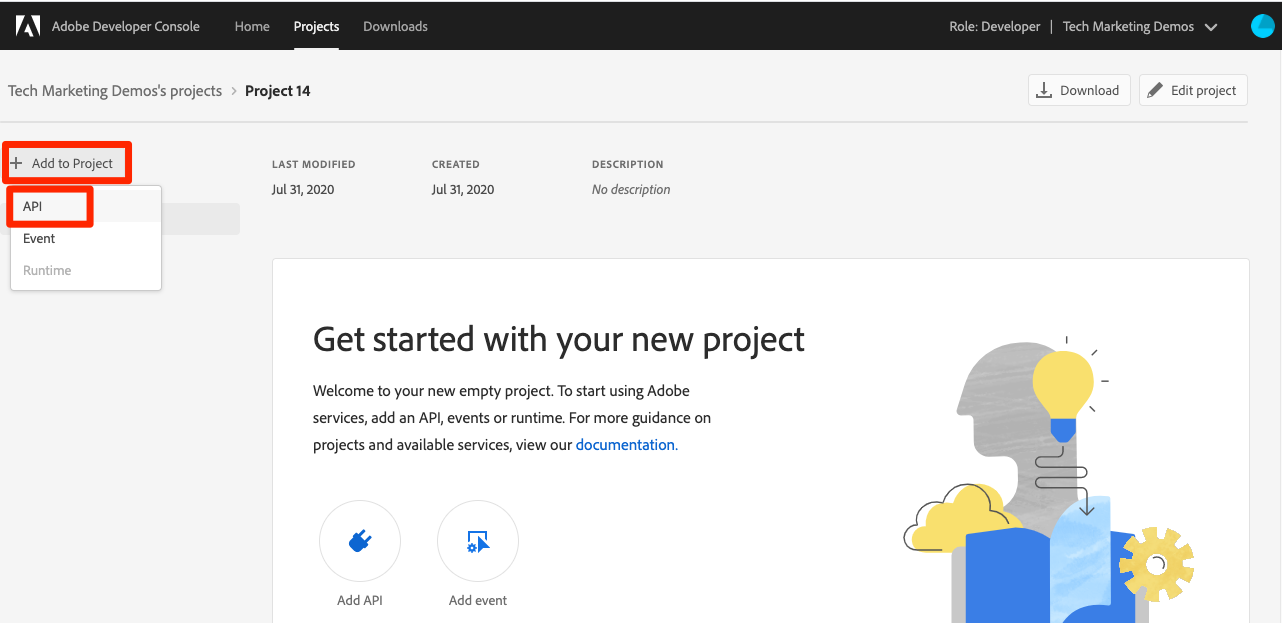 Adobe Developer Console Home Projects Downloads Role: Developer | Tech Marketing Demos
Tech Marketing Demos's projects > Project 14 Download Edit project
+ Add to Project
API
Event
Runtime
LAST MODIFIED CREATED DESCRIPTION
Jul 31, 2020 Jul 31, 2020 No description
Get started with your new project
Welcome to your new empty project. To start using Adobe
services, add an API, events or runtime. For more guidance on
projects and available services, view our documentation.
Add API Add event